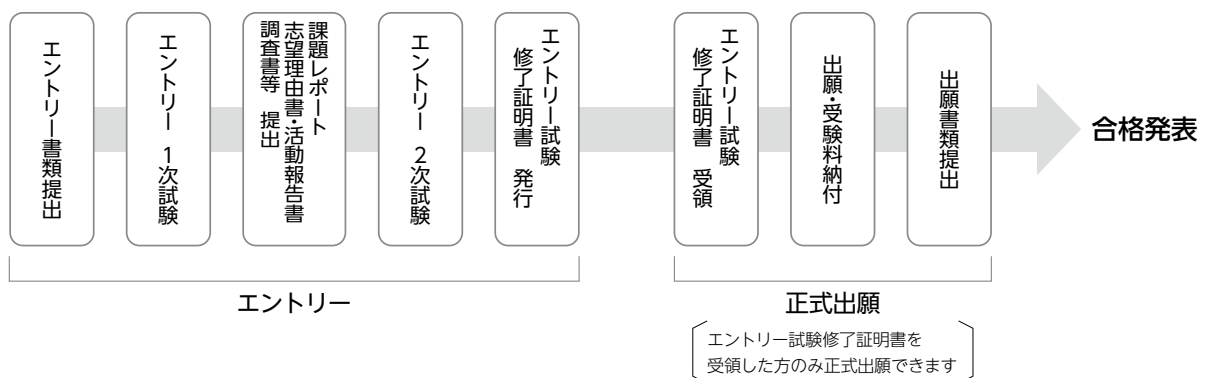 エントリー書類提出
エントリー 1次試験
課題レポート
志望理由書・活動報告書
調査書等 提出
エントリー 2次試験
エントリー試験
修了証明書 発行
エントリー試験
修了証明書 受領
出願・受験料納付
出願書類提出
合格発表
エントリー
正式出願
エントリー試験修了証明書を
受領した方のみ正式出願できます